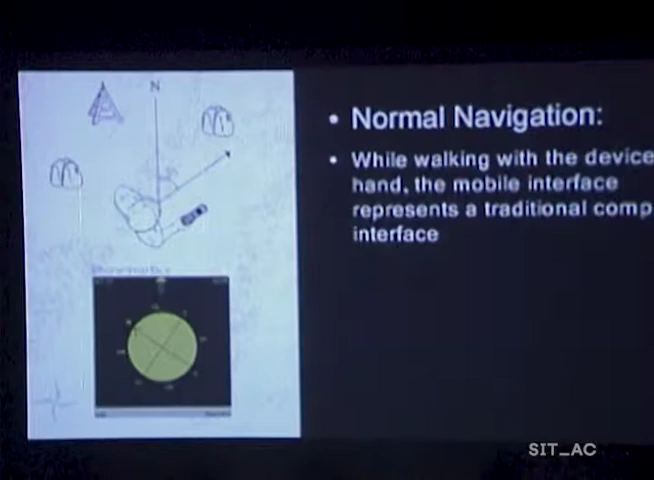 N
• Normal Navigation:
• While walking with the device
hand, the mobile interface
represents a traditional comp
interface
SIT_AC